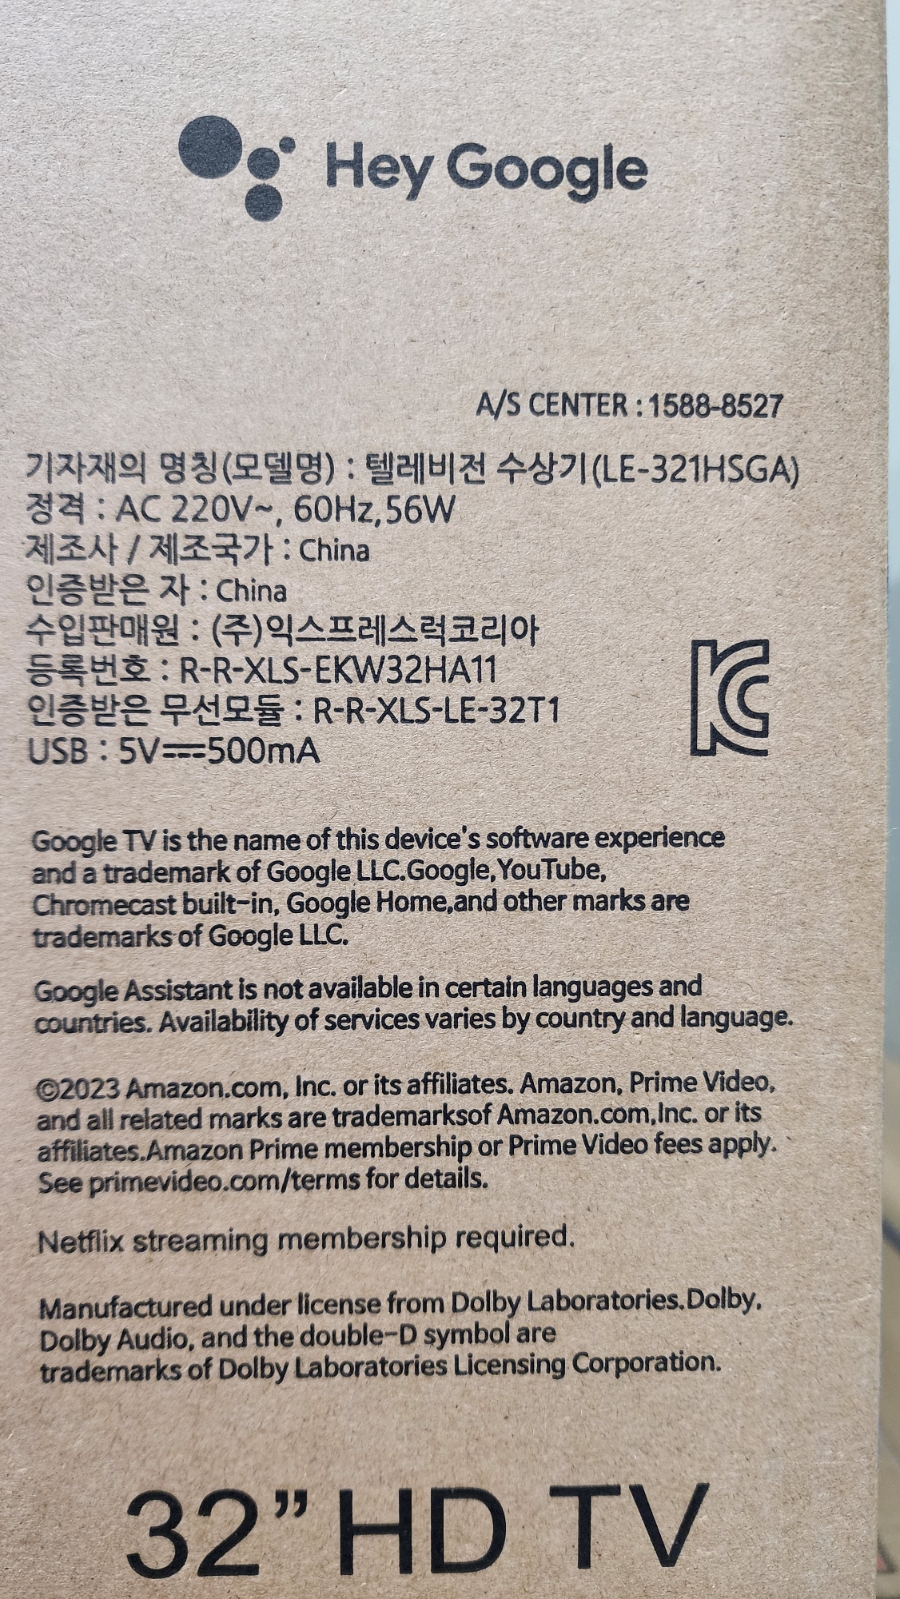 Hey Google
A/S CENTER : 1588-8527
기자재의 명칭(모델명) : 텔레비전 수상기(LE-321HSGA)
정격 : AC 220V~, 60Hz,56W
제조사 / 제조국가 : China
인증받은 자 : China
수입판매원 : (주)익스프레스럭코리아
등록번호 : R-R-XLS-EKW32HA11
인증받은 무선모듈 : R-R-XLS-LE-32T1
USB : 5V⎓500mA
Google TV is the name of this device's software experience
and a trademark of Google LLC.Google,YouTube,
Chromecast built-in, Google Home,and other marks are
trademarks of Google LLC.
Google Assistant is not available in certain languages and
countries. Availability of services varies by country and language.
©2023 Amazon.com, Inc. or its affiliates. Amazon, Prime Video,
and all related marks are trademarksof Amazon.com,Inc. or its
affiliates.Amazon Prime membership or Prime Video fees apply.
See primevideo.com/terms for details.
Netflix streaming membership required.
Manufactured under license from Dolby Laboratories.Dolby,
Dolby Audio, and the double-D symbol are
trademarks of Dolby Laboratories Licensing Corporation.
32” HD TV